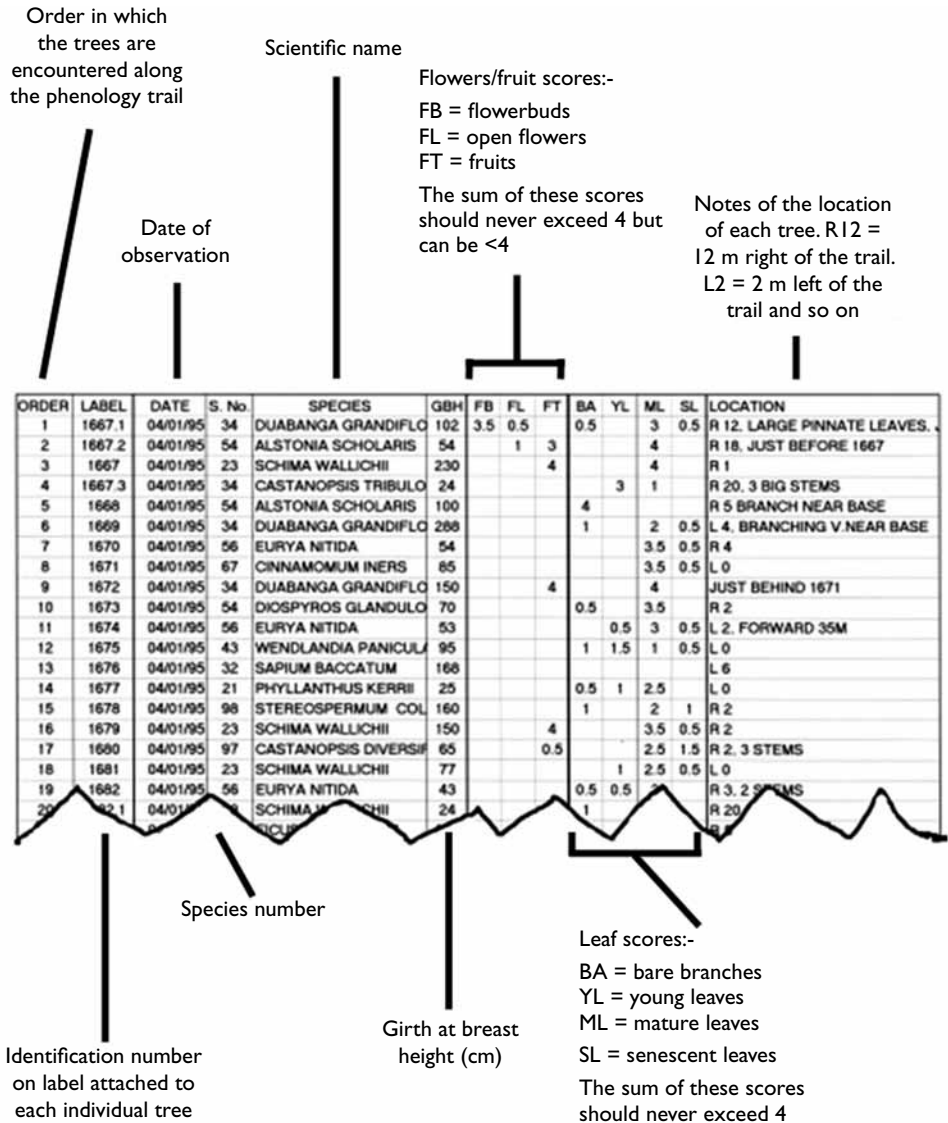 Order in which
the trees are
encountered along
the phenology trail
Scientific name
Flowers/fruit scores:-
FB = flowerbuds
FL = open flowers
FT = fruits
The sum of these scores
should never exceed 4 but
can be <4
Date of
observation
Notes of the location
of each tree. R12 =
12 m right of the trail.
L2 = 2 m left of the
trail and so on
ORDER LABEL DATE S. No. SPECIES GBH FB FL FT BA YL ML SL LOCATION
1 1667.1 04/01/95 34 DUABANGA GRANDIFLO 102 3.5 0.5 0.5 3 0.5 R 12, LARGE PINNATE LEAVES,
2 1667.2 04/01/95 54 ALSTONIA SCHOLARIS 54 1 3 4 R 18, JUST BEFORE 1667
3 1667 04/01/95 23 SCHIMA WALLICHII 230 4 4 R 1
4 1667.3 04/01/95 34 CASTANOPSIS TRIBULO 24 3 1 R 20, 3 BIG STEMS
5 1668 04/01/95 54 ALSTONIA SCHOLARIS 100 4 R 5 BRANCH NEAR BASE
6 1669 04/01/95 34 DUABANGA GRANDIFLO 288 1 2 0.5 L 4, BRANCHING V.NEAR BASE
7 1670 04/01/95 56 EURYA NITIDA 54 3.5 0.5 R 4
8 1671 04/01/95 67 CINNAMOMUM INERS 85 3.5 0.5 L 0
9 1672 04/01/95 34 DUABANGA GRANDIFLO 150 4 4 JUST BEHIND 1671
10 1673 04/01/95 54 DIOSPYROS GLANDULO 70 0.5 3.5 R 2
11 1674 04/01/95 56 EURYA NITIDA 53 0.5 3 0.5 L 2, FORWARD 35M
12 1675 04/01/95 43 WENDLANDIA PANICULA 95 1 1.5 1 0.5 L 0
13 1676 04/01/95 32 SAPIUM BACCATUM 168 L 6
14 1677 04/01/95 21 PHYLLANTHUS KERRII 25 0.5 1 2.5 L 0
15 1678 04/01/95 98 STEREOSPERMUM COL 160 1 2 1 R 2
16 1679 04/01/95 23 SCHIMA WALLICHII 150 4 3.5 0.5 R 2
17 1680 04/01/95 97 CASTANOPSIS DIVERSIF 65 0.5 2.5 1.5 R 2, 3 STEMS
18 1681 04/01/95 23 SCHIMA WALLICHII 77 1 2.5 0.5 L 0
19 1682 04/01/95 56 EURYA NITIDA 43 0.5 0.5 R 3, 2 STEMS
20 SCHIMA 24 1 R 20
Species number
Identification number
on label attached to
each individual tree
Girth at breast
height (cm)
Leaf scores:-
BA = bare branches
YL = young leaves
ML = mature leaves
SL = senescent leaves
The sum of these scores
should never exceed 4